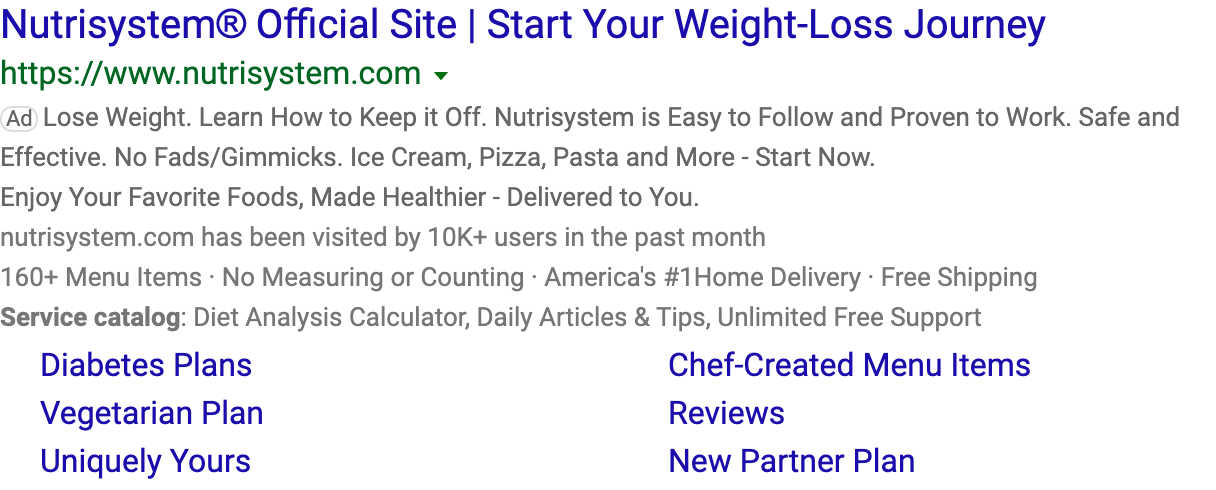 Nutrisystem® Official Site | Start Your Weight-Loss Journey
https://www.nutrisystem.com
Ad Lose Weight. Learn How to Keep it Off. Nutrisystem is Easy to Follow and Proven to Work. Safe and
Effective. No Fads/Gimmicks. Ice Cream, Pizza, Pasta and More - Start Now.
Enjoy Your Favorite Foods, Made Healthier - Delivered to You.
nutrisystem.com has been visited by 10K+ users in the past month
160+ Menu Items · No Measuring or Counting · America's #1Home Delivery · Free Shipping
Service catalog: Diet Analysis Calculator, Daily Articles & Tips, Unlimited Free Support
Diabetes Plans
Chef-Created Menu Items
Vegetarian Plan
Reviews
Uniquely Yours
New Partner Plan